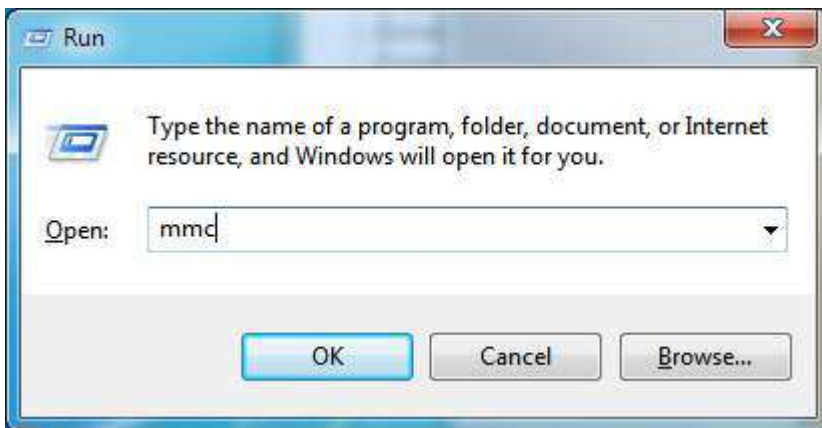 Run
Type the name of a program, folder, document, or Internet
resource, and Windows will open it for you.
Open: mmc
OK Cancel Browse...